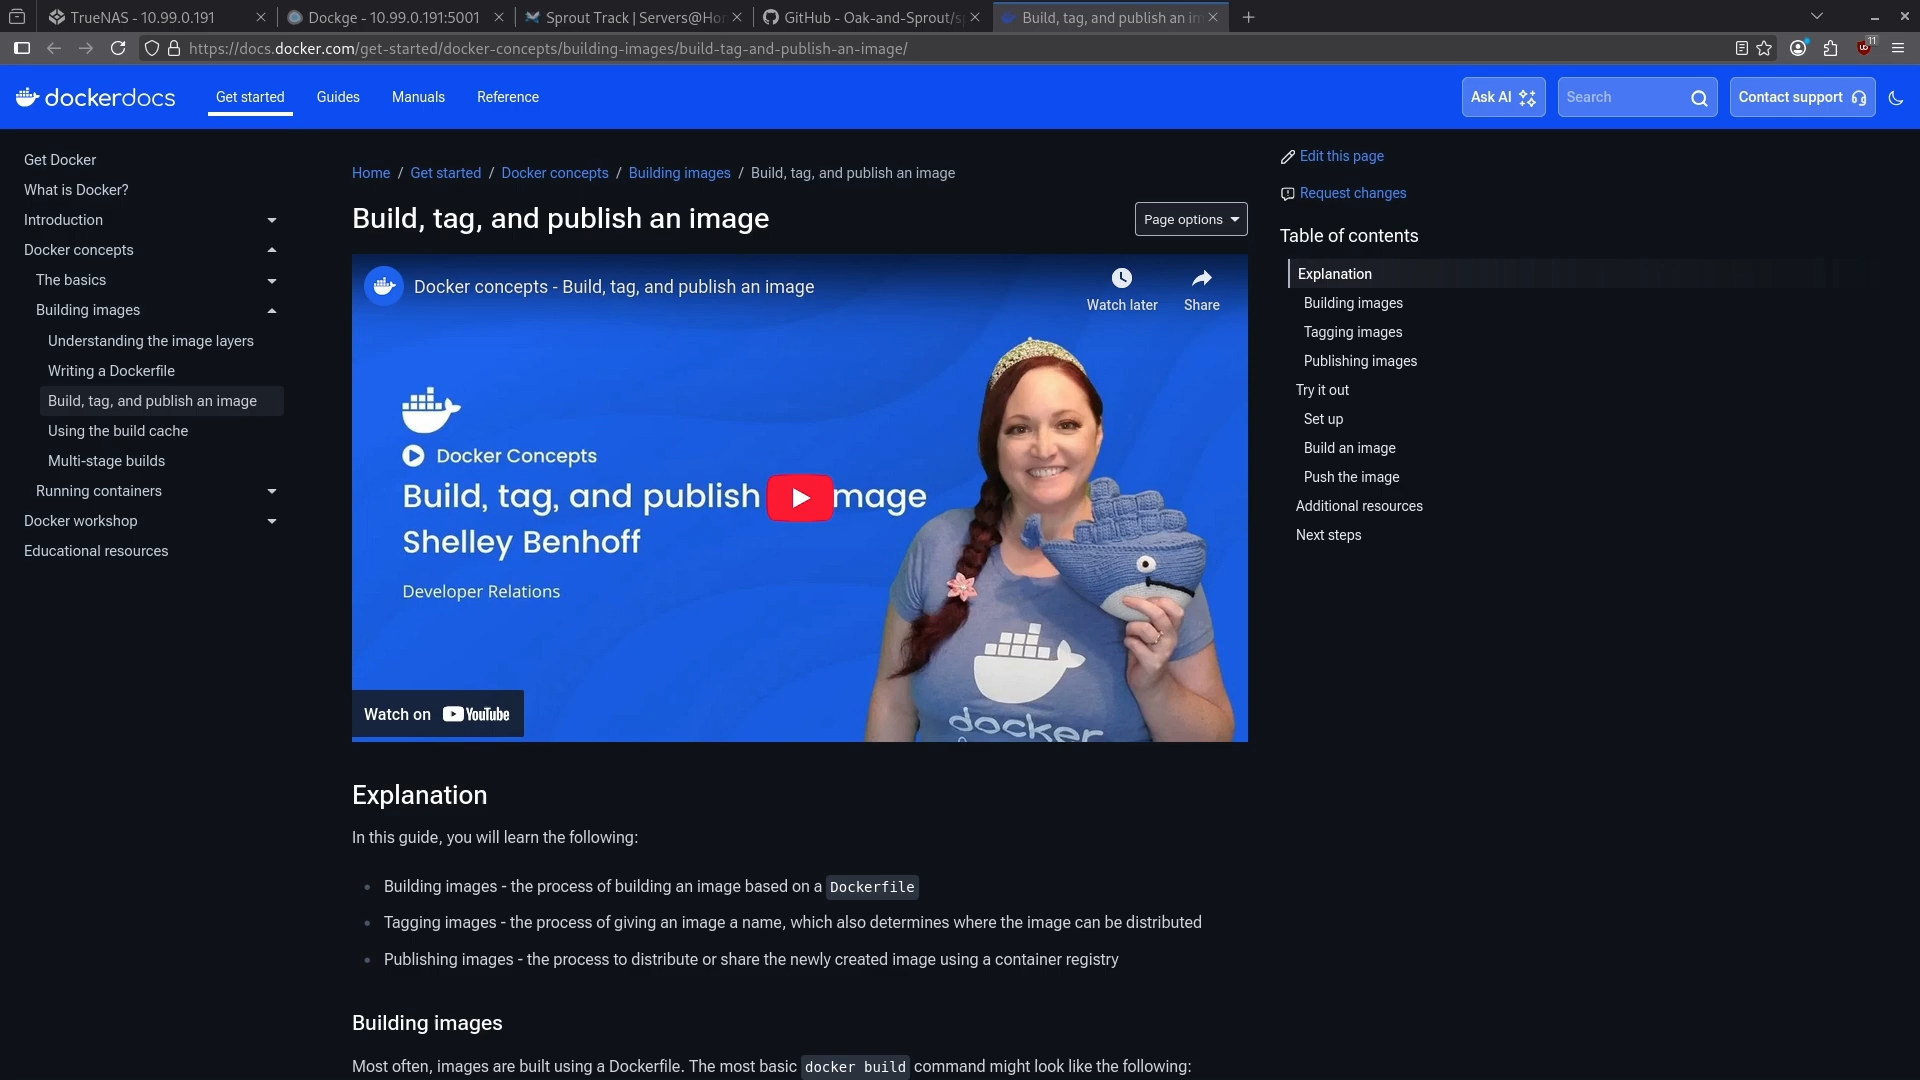 TrueNAS - 10.99.0.191
Dockge - 10.99.0.191:5001
Sprout Track | Servers@Hom
GitHub - Oak-and-Sprout/sp
Build, tag, and publish an im
https://docs.docker.com/get-started/docker-concepts/building-images/build-tag-and-publish-an-image/
11
dockerdocs
Get started
Guides
Manuals
Reference
Ask AI
Search
Contact support
Get Docker
What is Docker?
Introduction
Docker concepts
The basics
Building images
Understanding the image layers
Writing a Dockerfile
Build, tag, and publish an image
Using the build cache
Multi-stage builds
Running containers
Docker workshop
Educational resources
Home / Get started / Docker concepts / Building images / Build, tag, and publish an image
Build, tag, and publish an image
Page options
Docker concepts - Build, tag, and publish an image
Watch later
Share
Docker Concepts
Build, tag, and publish mage
Shelley Benhoff
Developer Relations
docker
Watch on YouTube
Explanation
In this guide, you will learn the following:
• Building images - the process of building an image based on a Dockerfile
• Tagging images - the process of giving an image a name, which also determines where the image can be distributed
• Publishing images - the process to distribute or share the newly created image using a container registry
Building images
Most often, images are built using a Dockerfile. The most basic docker build command might look like the following:
Edit this page
Request changes
Table of contents
Explanation
Building images
Tagging images
Publishing images
Try it out
Set up
Build an image
Push the image
Additional resources
Next steps